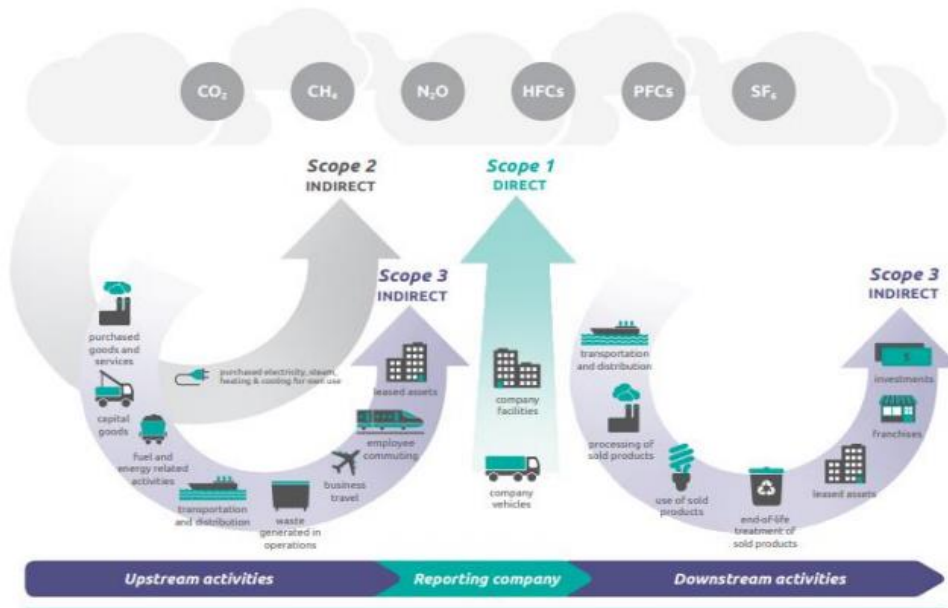 CO₂ CH₄ N₂O HFCs PFCs SF₆
Scope 2
INDIRECT
Scope 1
DIRECT
Scope 3
INDIRECT
Scope 3
INDIRECT
purchased
goods and
services
capital
goods
fuel and
energy related
activities
transportation
and distribution
waste
generated in
operations
business
travel
employee
commuting
leased assets
purchased electricity, steam,
heating & cooling for own use
company
facilities
company
vehicles
transportation
and distribution
processing of
sold products
use of sold
products
end-of-life
treatment of
sold products
leased assets
franchises
$
investments
Upstream activities
Reporting company
Downstream activities